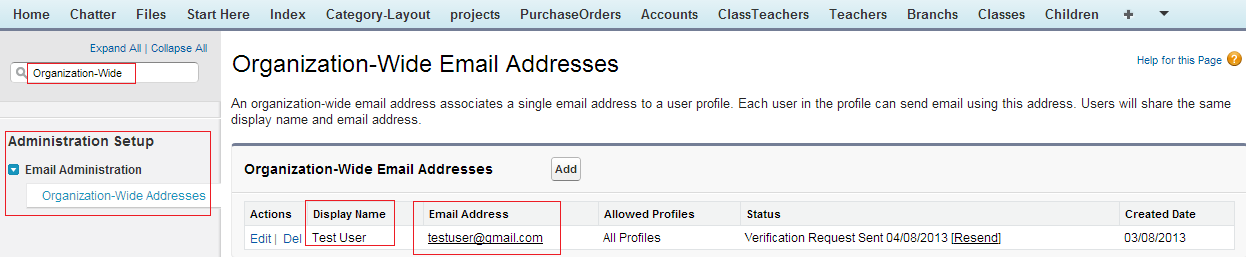 Home Chatter Files Start Here Index Category-Layout projects PurchaseOrders Accounts ClassTeachers Teachers Branchs Classes Children +
Expand All | Collapse All
Organization-Wide
Administration Setup
Email Administration
Organization-Wide Addresses
Organization-Wide Email Addresses
Help for this Page ?
An organization-wide email address associates a single email address to a user profile. Each user in the profile can send email using this address. Users will share the same
display name and email address.
Organization-Wide Email Addresses Add
Actions Display Name Email Address Allowed Profiles Status Created Date
Edit | Del Test User testuser@gmail.com All Profiles Verification Request Sent 04/08/2013 [Resend] 03/08/2013